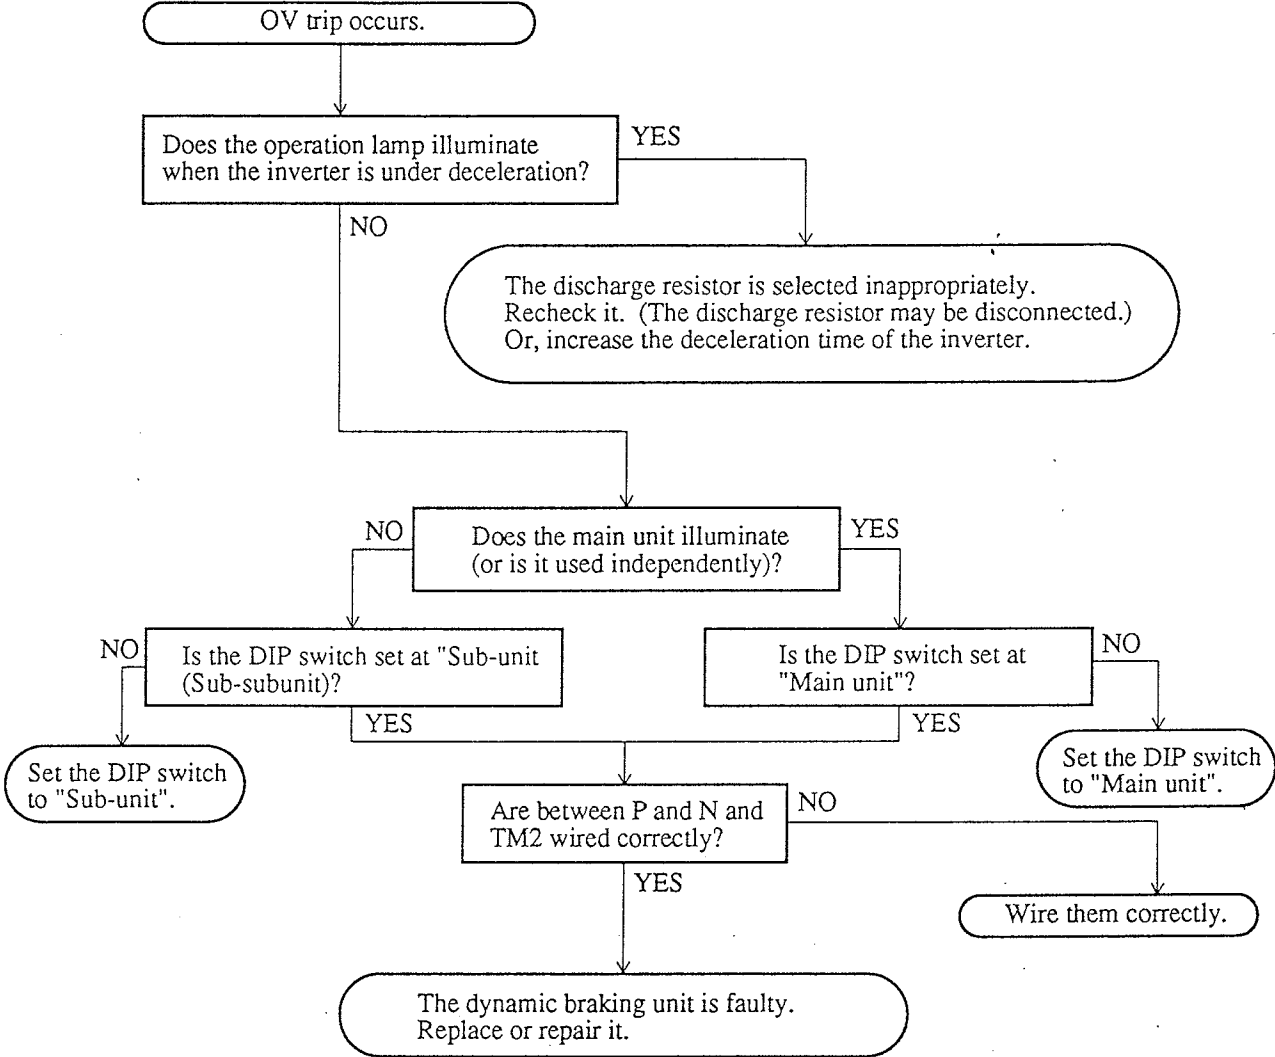 OV trip occurs.
Does the operation lamp illuminate
when the inverter is under deceleration?
YES
NO
The discharge resistor is selected inappropriately.
Recheck it. (The discharge resistor may be disconnected.)
Or, increase the deceleration time of the inverter.
NO
Does the main unit illuminate
(or is it used independently)?
YES
NO
Is the DIP switch set at "Sub-unit
(Sub-subunit)?
YES
Is the DIP switch set at
"Main unit"?
NO
YES
Set the DIP switch
to "Sub-unit".
Set the DIP switch
to "Main unit".
Are between P and N and
TM2 wired correctly?
NO
YES
Wire them correctly.
The dynamic braking unit is faulty.
Replace or repair it.